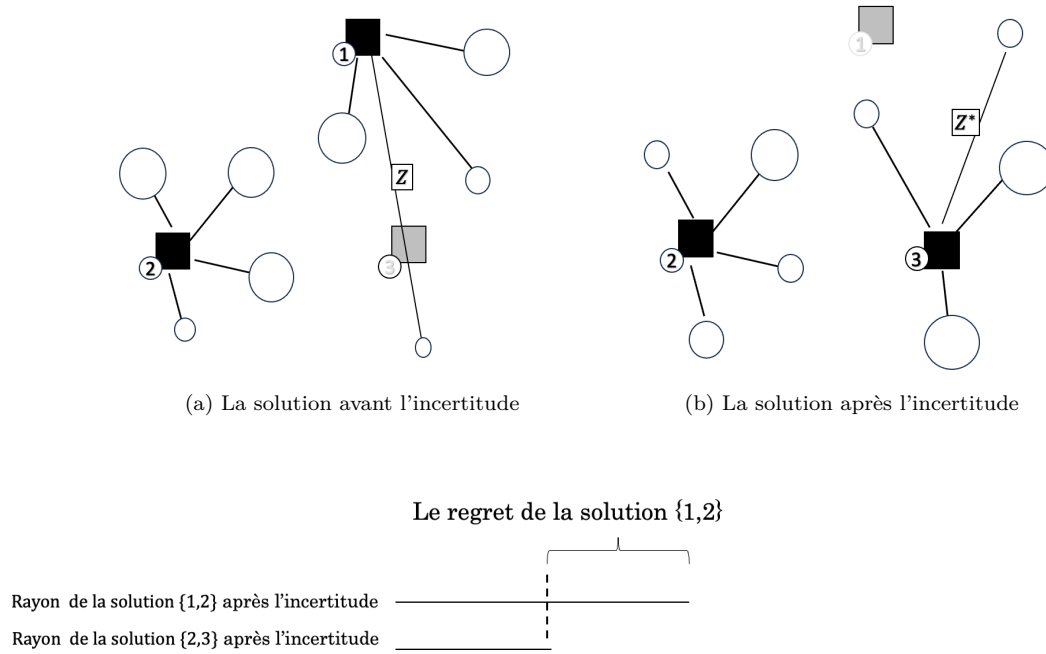 1
Z
2
3
(a) La solution avant l'incertitude
1
Z*
2
3
(b) La solution après l'incertitude
Le regret de la solution {1,2}
Rayon de la solution {1,2} après l'incertitude
Rayon de la solution {2,3} après l'incertitude